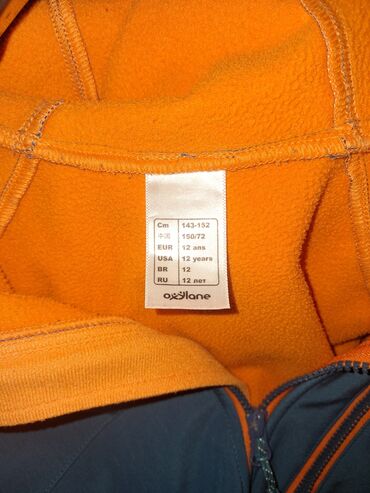 Cm 143-152
中国 150/72
EUR 12 ans
USA 12 years
BR 12
RU 12 лет
oxylane